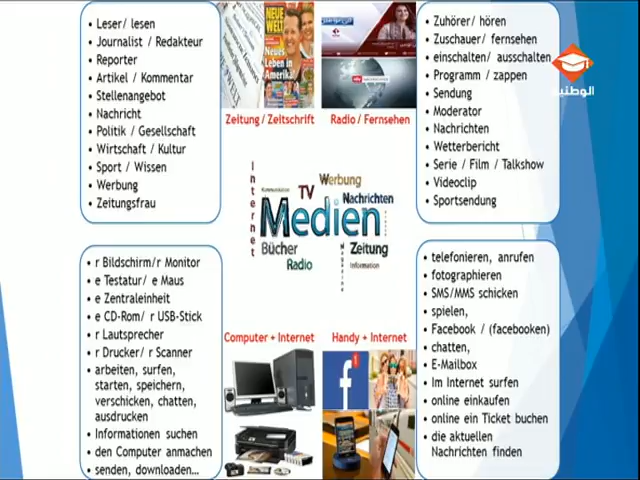 • Leser/ lesen
• Journalist / Redakteur
• Reporter
• Artikel / Kommentar
• Stellenangebot
• Nachricht
• Politik / Gesellschaft
• Wirtschaft / Kultur
• Sport / Wissen
• Werbung
• Zeitungsfrau
NEUE
WELT
Neues
Leben in
Amerika!
Zeitung / Zeitschrift
Radio / Fernsehen
• Zuhörer/ hören
• Zuschauer/ fernsehen
• einschalten/ ausschalten
• Programm / zappen
• Sendung
• Moderator
• Nachrichten
• Wetterbericht
• Serie / Film / Talkshow
• Videoclip
• Sportsendung
الوطنية
Internet
Kommunikation
TV
Werbung
Nachrichten
Medien
Bücher
Zeitung
Radio
Information
• r Bildschirm/r Monitor
• e Testatur/ e Maus
• e Zentraleinheit
• e CD-Rom/ r USB-Stick
• r Lautsprecher
• r Drucker/ r Scanner
• arbeiten, surfen,
starten, speichern,
verschicken, chatten,
ausdrucken
• Informationen suchen
• den Computer anmachen
• senden, downloaden…
Computer + Internet
Handy + Internet
f
• telefonieren, anrufen
• fotographieren
• SMS/MMS schicken
• spielen,
• Facebook / (facebooken)
• chatten,
• E-Mailbox
• Im Internet surfen
• online einkaufen
• online ein Ticket buchen
• die aktuellen
Nachrichten finden